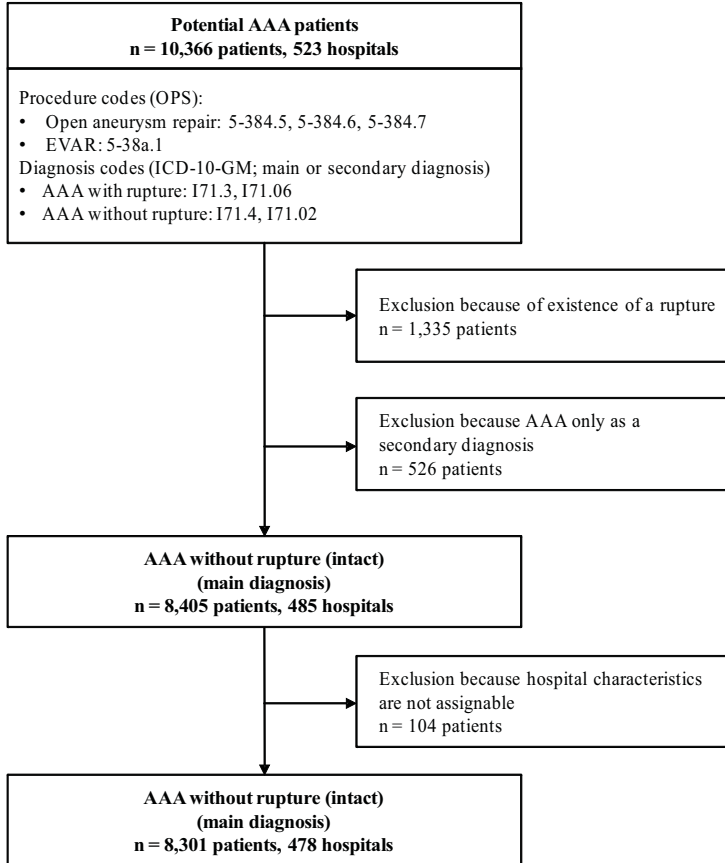 Potential AAA patients
n = 10,366 patients, 523 hospitals
Procedure codes (OPS):
• Open aneurysm repair: 5-384.5, 5-384.6, 5-384.7
• EVAR: 5-38a.1
Diagnosis codes (ICD-10-GM; main or secondary diagnosis)
• AAA with rupture: I71.3, I71.06
• AAA without rupture: I71.4, I71.02
Exclusion because of existence of a rupture
n = 1,335 patients
Exclusion because AAA only as a
secondary diagnosis
n = 526 patients
AAA without rupture (intact)
(main diagnosis)
n = 8,405 patients, 485 hospitals
Exclusion because hospital characteristics
are not assignable
n = 104 patients
AAA without rupture (intact)
(main diagnosis)
n = 8,301 patients, 478 hospitals